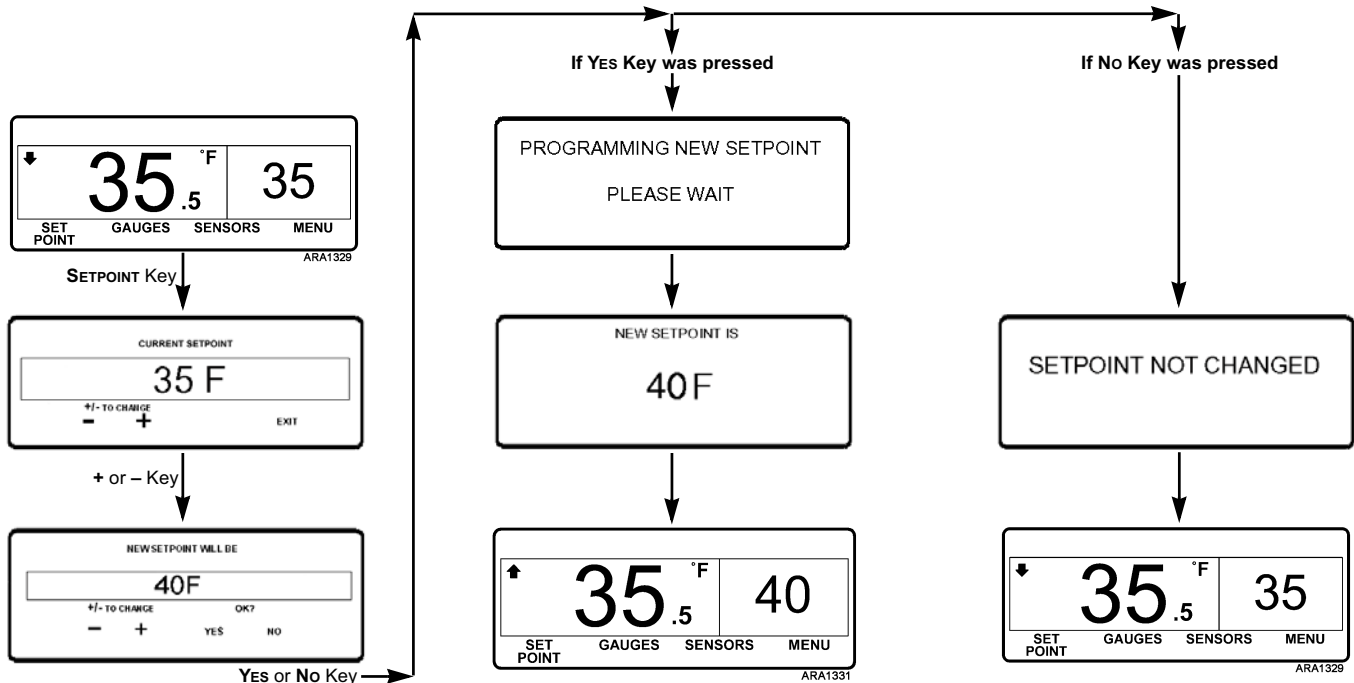 If YES Key was pressed
If NO Key was pressed
35.5 °F 35
SET POINT GAUGES SENSORS MENU
ARA1329
SETPOINT Key
CURRENT SETPOINT
35 F
+/- TO CHANGE
- + EXIT
+ or – Key
NEW SETPOINT WILL BE
40F
+/- TO CHANGE OK?
- + YES NO
YES or NO Key
PROGRAMMING NEW SETPOINT
PLEASE WAIT
NEW SETPOINT IS
40F
35.5 °F 40
SET POINT GAUGES SENSORS MENU
ARA1331
SETPOINT NOT CHANGED
35.5 °F 35
SET POINT GAUGES SENSORS MENU
ARA1329